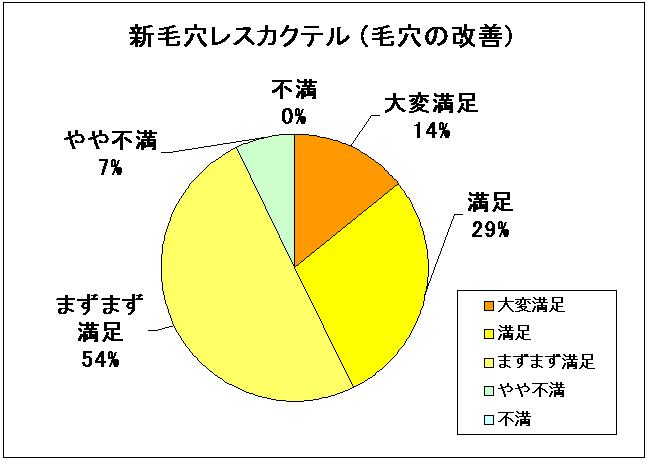 新毛穴レスカクテル（毛穴の改善）
不満
0%
大変満足
14%
やや不満
7%
満足
29%
まずまず
満足
54%
大変満足
満足
まずまず満足
やや不満
不満